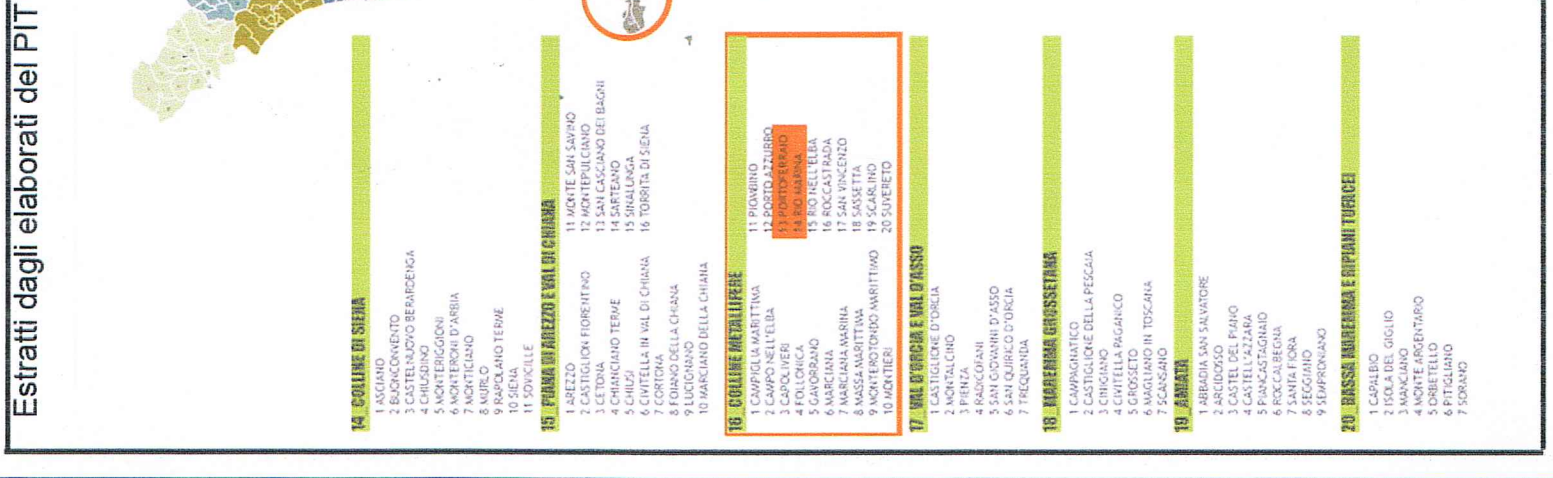 Estratti dagli elaborati del PIT
14_COLLINE DI SIENA
1 ASCIANO
2 BUONCONVENTO
3 CASTELNUOVO BERARDENGA
4 CHIUSDINO
5 MONTERIGGIONI
6 MONTERONI D'ARBIA
7 MONTICIANO
8 MURLO
9 RAPOLANO TERME
10 SIENA
11 SOVICILLE
15_PIANA DI AREZZO E VAL DI CHIANA
1 AREZZO
2 CASTIGLION FIORENTINO
3 CETONA
4 CHIANCIANO TERME
5 CHIUSI
6 CIVITELLA IN VAL DI CHIANA
7 CORTONA
8 FOIANO DELLA CHIANA
9 LUCIGNANO
10 MARCIANO DELLA CHIANA
11 MONTE SAN SAVINO
12 MONTEPULCIANO
13 SAN CASCIANO DEI BAGNI
14 SARTEANO
15 SINALUNGA
16 TORRITA DI SIENA
16_COLLINE METALLIFERE
1 CAMPIGLIA MARITTIMA
2 CAMPO NELL'ELBA
3 CAPOLIVERI
4 FOLLONICA
5 GAVORRANO
6 MARCIANA
7 MARCIANA MARINA
8 MASSA MARITTIMA
9 MONTEROTONDO MARITTIMO
10 MONTIERI
11 PIOMBINO
12 PORTO AZZURRO
13 PORTOFERRAIO
14 RIO MARINA
15 RIO NELL'ELBA
16 ROCCASTRADA
17 SAN VINCENZO
18 SASSETTA
19 SCARLINO
20 SUVERETO
17_VAL D'ORCIA E VAL D'ASSO
1 CASTIGLIONE D'ORCIA
2 MONTALCINO
3 PIENZA
4 RADICOFANI
5 SAN GIOVANNI D'ASSO
6 SAN QUIRICO D'ORCIA
7 TREQUANDA
18_MAREMMA GROSSETANA
1 CAMPAGNATICO
2 CASTIGLIONE DELLA PESCAIA
3 CINIGIANO
4 CIVITELLA PAGANICO
5 GROSSETO
6 MAGLIANO IN TOSCANA
7 SCANSANO
19_AMIATA
1 ABBADIA SAN SALVATORE
2 ARCIDOSSO
3 CASTEL DEL PIANO
4 CASTELL'AZZARA
5 PIANCASTAGNAIO
6 ROCCALBEGNA
7 SANTA FIORA
8 SEGGIANO
9 SEMPRONIANO
20_BASSA MAREMMA E RIPIANI TUFACEI
1 CAPALBIO
2 ISOLA DEL GIGLIO
3 MANCIANO
4 MONTE ARGENTARIO
5 ORBETELLO
6 PITIGLIANO
7 SORANO